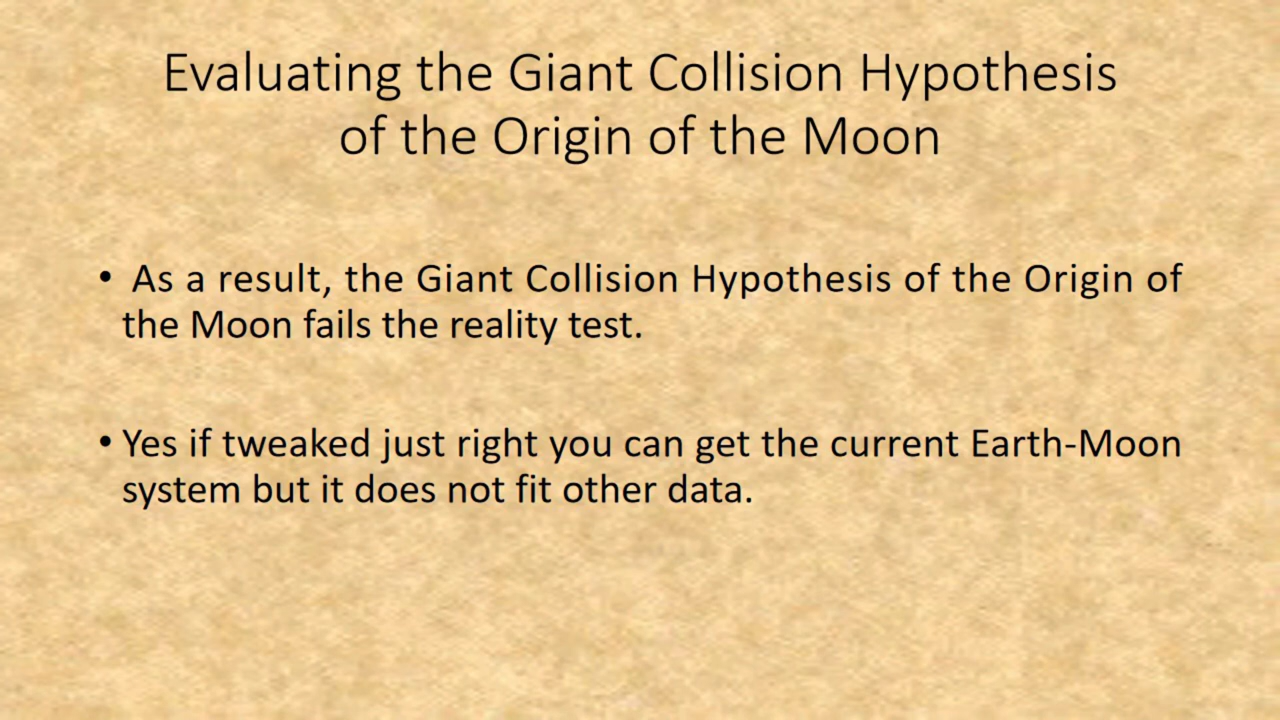 Evaluating the Giant Collision Hypothesis
of the Origin of the Moon
• As a result, the Giant Collision Hypothesis of the Origin of
the Moon fails the reality test.
• Yes if tweaked just right you can get the current Earth-Moon
system but it does not fit other data.